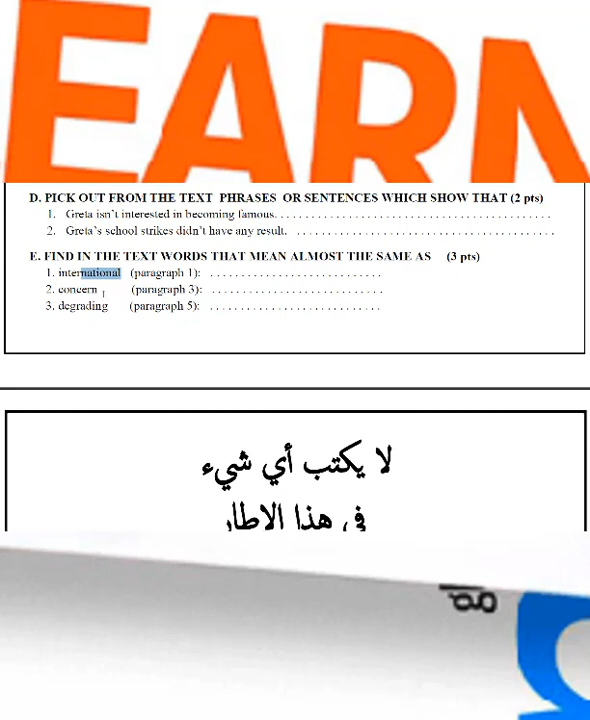 EARN
D. PICK OUT FROM THE TEXT PHRASES OR SENTENCES WHICH SHOW THAT (2 pts)
1. Greta isn't interested in becoming famous. . . . . . . . . . . . . . . . . . . . . . . . . . . . . . . . . . . . . . . . . . . . . . . . . . . . . . .
2. Greta's school strikes didn't have any result. . . . . . . . . . . . . . . . . . . . . . . . . . . . . . . . . . . . . . . . . . . . . . . . . . . .
E. FIND IN THE TEXT WORDS THAT MEAN ALMOST THE SAME AS (3 pts)
1. international (paragraph 1): . . . . . . . . . . . . . . . . . . . . . . . . . . . . . . . . . .
2. concern (paragraph 3): . . . . . . . . . . . . . . . . . . . . . . . . . . . . . . . . . .
3. degrading (paragraph 5): . . . . . . . . . . . . . . . . . . . . . . . . . . . . . . . . . .
لا يكتب أي شيء
في هذا الاطار